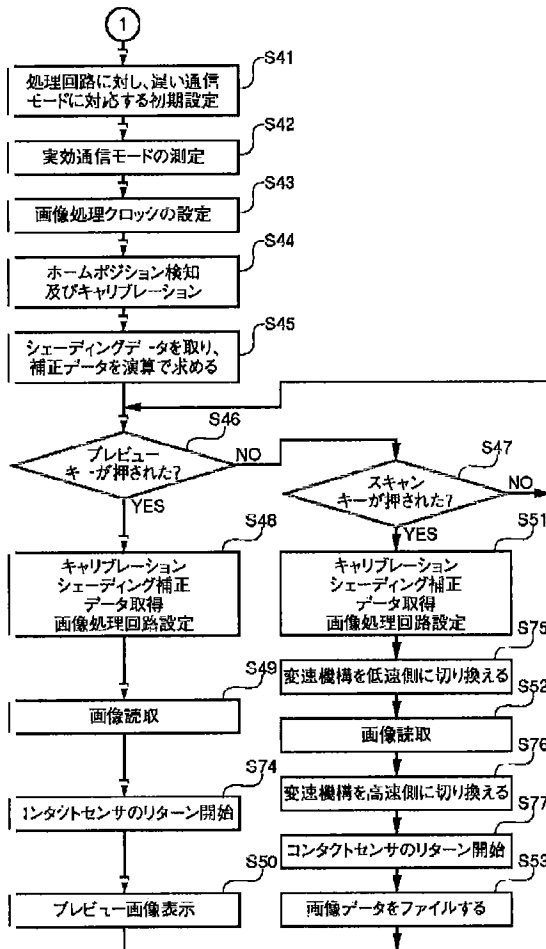 1
S41
処理回路に対し、遅い通信
モードに対応する初期設定
S42
実効通信モードの測定
S43
画像処理クロックの設定
S44
ホームポジション検知
及びキャリブレーション
S45
シェーディングデータを取り、
補正データを演算で求める
S46
プレビュー
キーが押された?
NO
YES
S47
スキャン
キーが押された?
NO
YES
S48
キャリブレーション
シェーディング補正
データ取得
画像処理回路設定
S51
キャリブレーション
シェーディング補正
データ取得
画像処理回路設定
S75
変速機構を低速側に切り換える
S49
画像読取
S52
画像読取
S76
変速機構を高速側に切り換える
S74
コンタクトセンサのリターン開始
S77
コンタクトセンサのリターン開始
S50
プレビュー画像表示
S53
画像データをファイルする